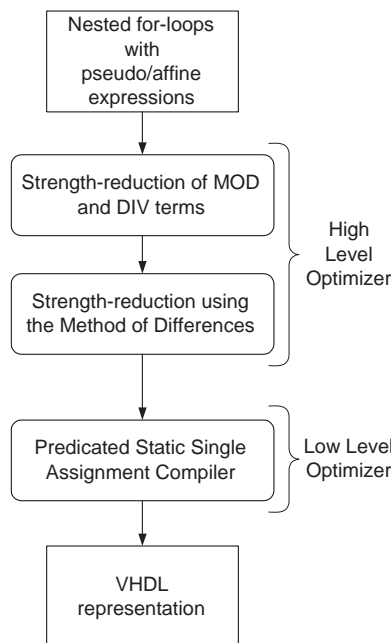 Nested for-loops
with
pseudo/affine
expressions
Strength-reduction of MOD
and DIV terms
High
Level
Optimizer
Strength-reduction using
the Method of Differences
Predicated Static Single
Assignment Compiler
Low Level
Optimizer
VHDL
representation